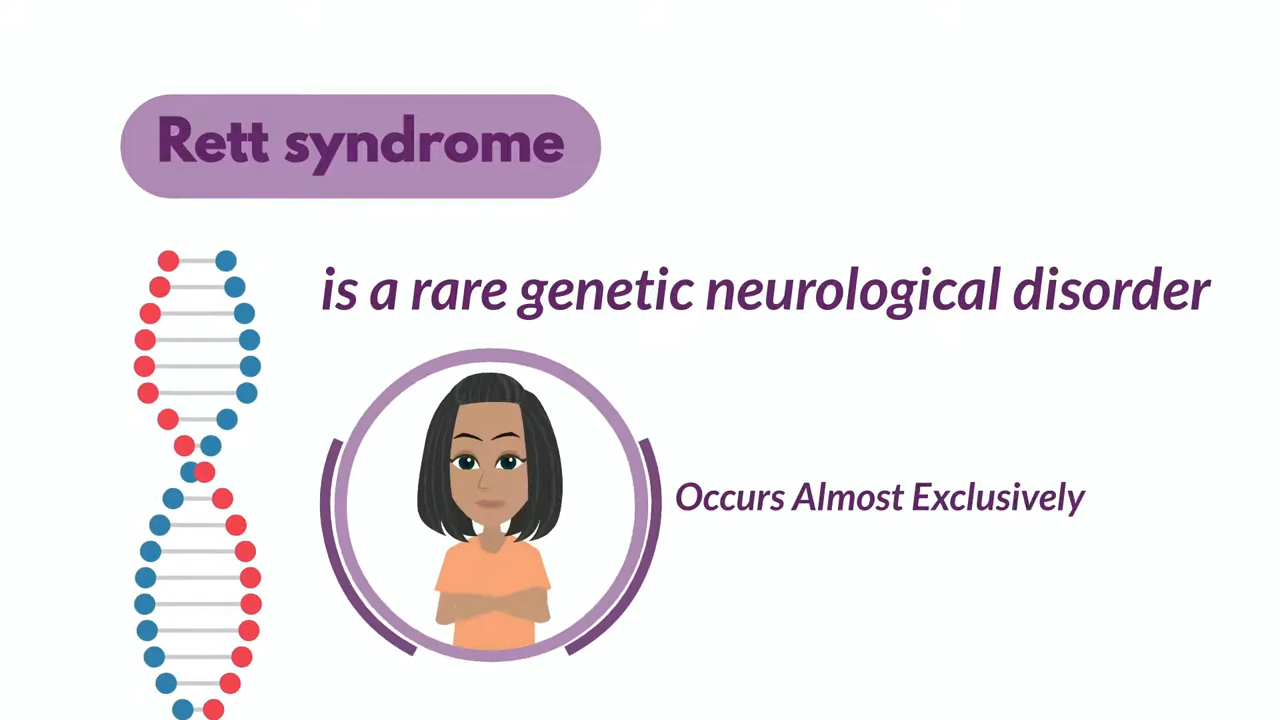 Rett syndrome
is a rare genetic neurological disorder
Occurs Almost Exclusively